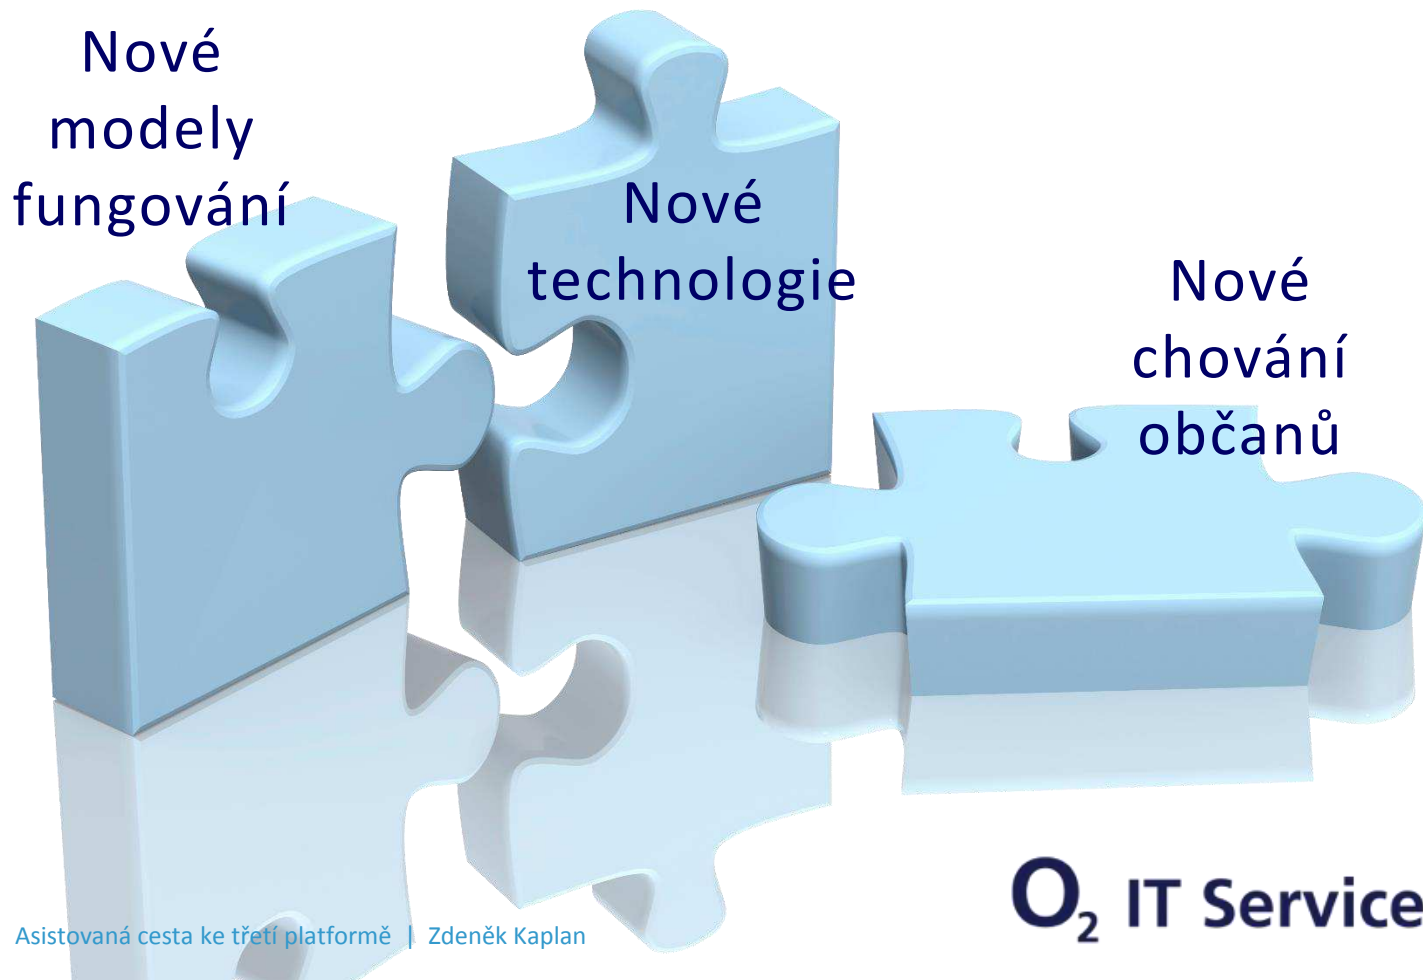 Nové
modely
fungování
Nové
technologie
Nové
chování
občanů
O₂ IT Service
Asistovaná cesta ke třetí platformě | Zdeněk Kaplan